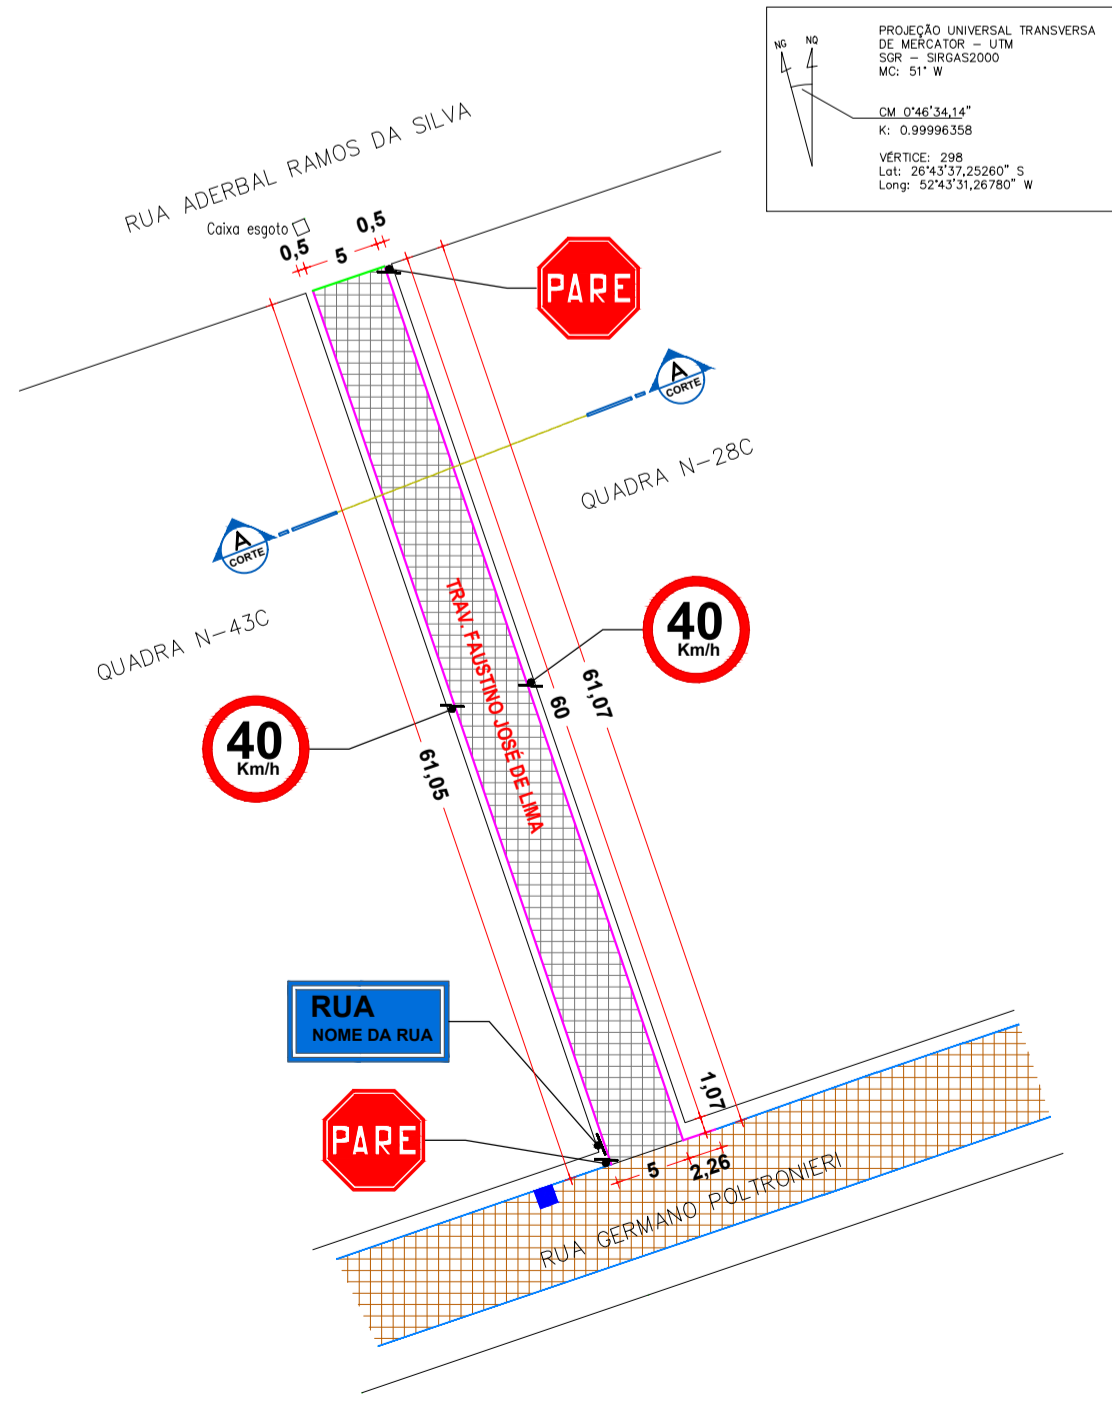 PROJEÇÃO UNIVERSAL TRANSVERSA
DE MERCATOR - UTM
SGR - SIRGAS2000
MC: 51° W
NG
NQ
CM 0°46'34,14"
K: 0.99996358
VÉRTICE: 298
Lat: 26°43'37,25260" S
Long: 52°43'31,26780" W
RUA ADERBAL RAMOS DA SILVA
Caixa esgoto
0,5
5
0,5
PARE
A
CORTE
QUADRA N-28C
A
CORTE
QUADRA N-43C
TRAV. FAUSTINO JOSÉ DE LIMA
40
Km/h
40
Km/h
60
61,07
61,05
RUA
NOME DA RUA
PARE
1,07
5
2,26
RUA GERMANO POLTRONIERI